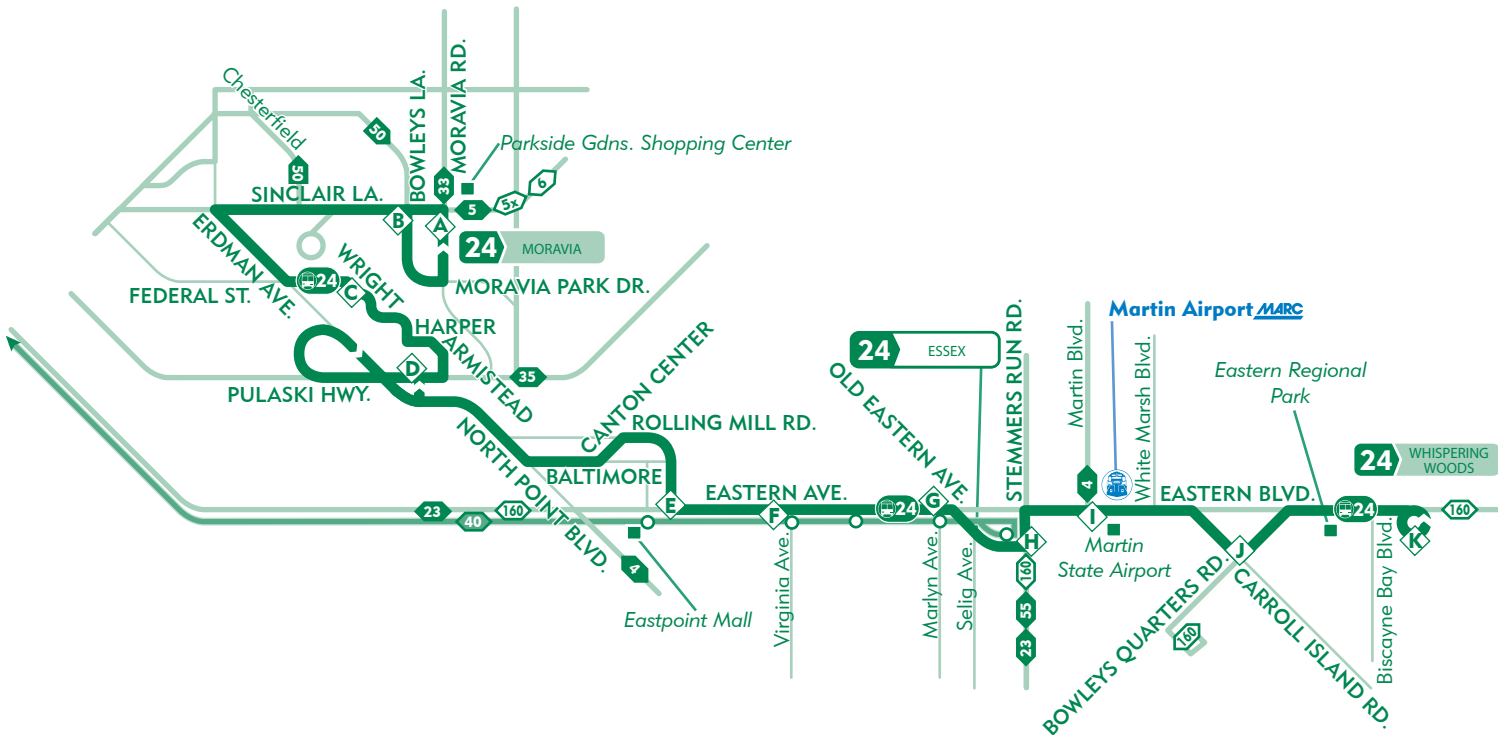 Chesterfield
50
50
BOWLEYS LA.
MORAVIA RD.
33
Parkside Gdns. Shopping Center
SINCLAIR LA.
5
5x
6
B
A
24 MORAVIA
ERDMAN AVE.
24
C
WRIGHT
MORAVIA PARK DR.
FEDERAL ST.
HARPER
ARMISTEAD
D
35
PULASKI HWY.
CANTON CENTER
NORTH POINT BLVD.
ROLLING MILL RD.
BALTIMORE
E
EASTERN AVE.
F
23
40
160
4
Eastpoint Mall
Virginia Ave.
24
G
24 ESSEX
OLD EASTERN AVE.
STEMMERS RUN RD.
Marlyn Ave.
Selig Ave.
H
160
55
23
Martin Blvd.
4
Martin Airport MARC
White Marsh Blvd.
I
Martin
State Airport
EASTERN BLVD.
Eastern Regional
Park
J
BOWLEYS QUARTERS RD.
160
CARROLL ISLAND RD.
24
Biscayne Bay Blvd.
24 WHISPERING
WOODS
K
160